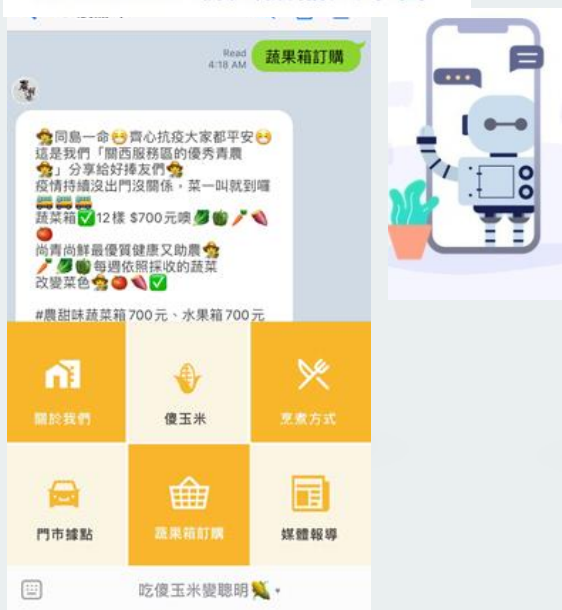 Read
4:18 AM
蔬果箱訂購
👩‍🌾同島一命😁齊心抗疫大家都平安😁
這是我們「關西服務區的優秀青農
👩‍🌾」分享給好捧友們👩‍🌾
疫情持續沒出門沒關係，菜一叫就到囉
🚚🚚🚚
蔬菜箱✅12樣 $700元噢🥬🫑🥕🍠
🍅
尚青尚鮮最優質健康又助農👩‍🌾
🥕🥬🫑每週依照採收的蔬菜
改變菜色👩‍🌾🍅🍠✅
#農甜味蔬菜箱700元、水果箱700元
關於我們
傻玉米
烹煮方式
門市據點
蔬果箱訂購
媒體報導
吃傻玉米變聰明🌽